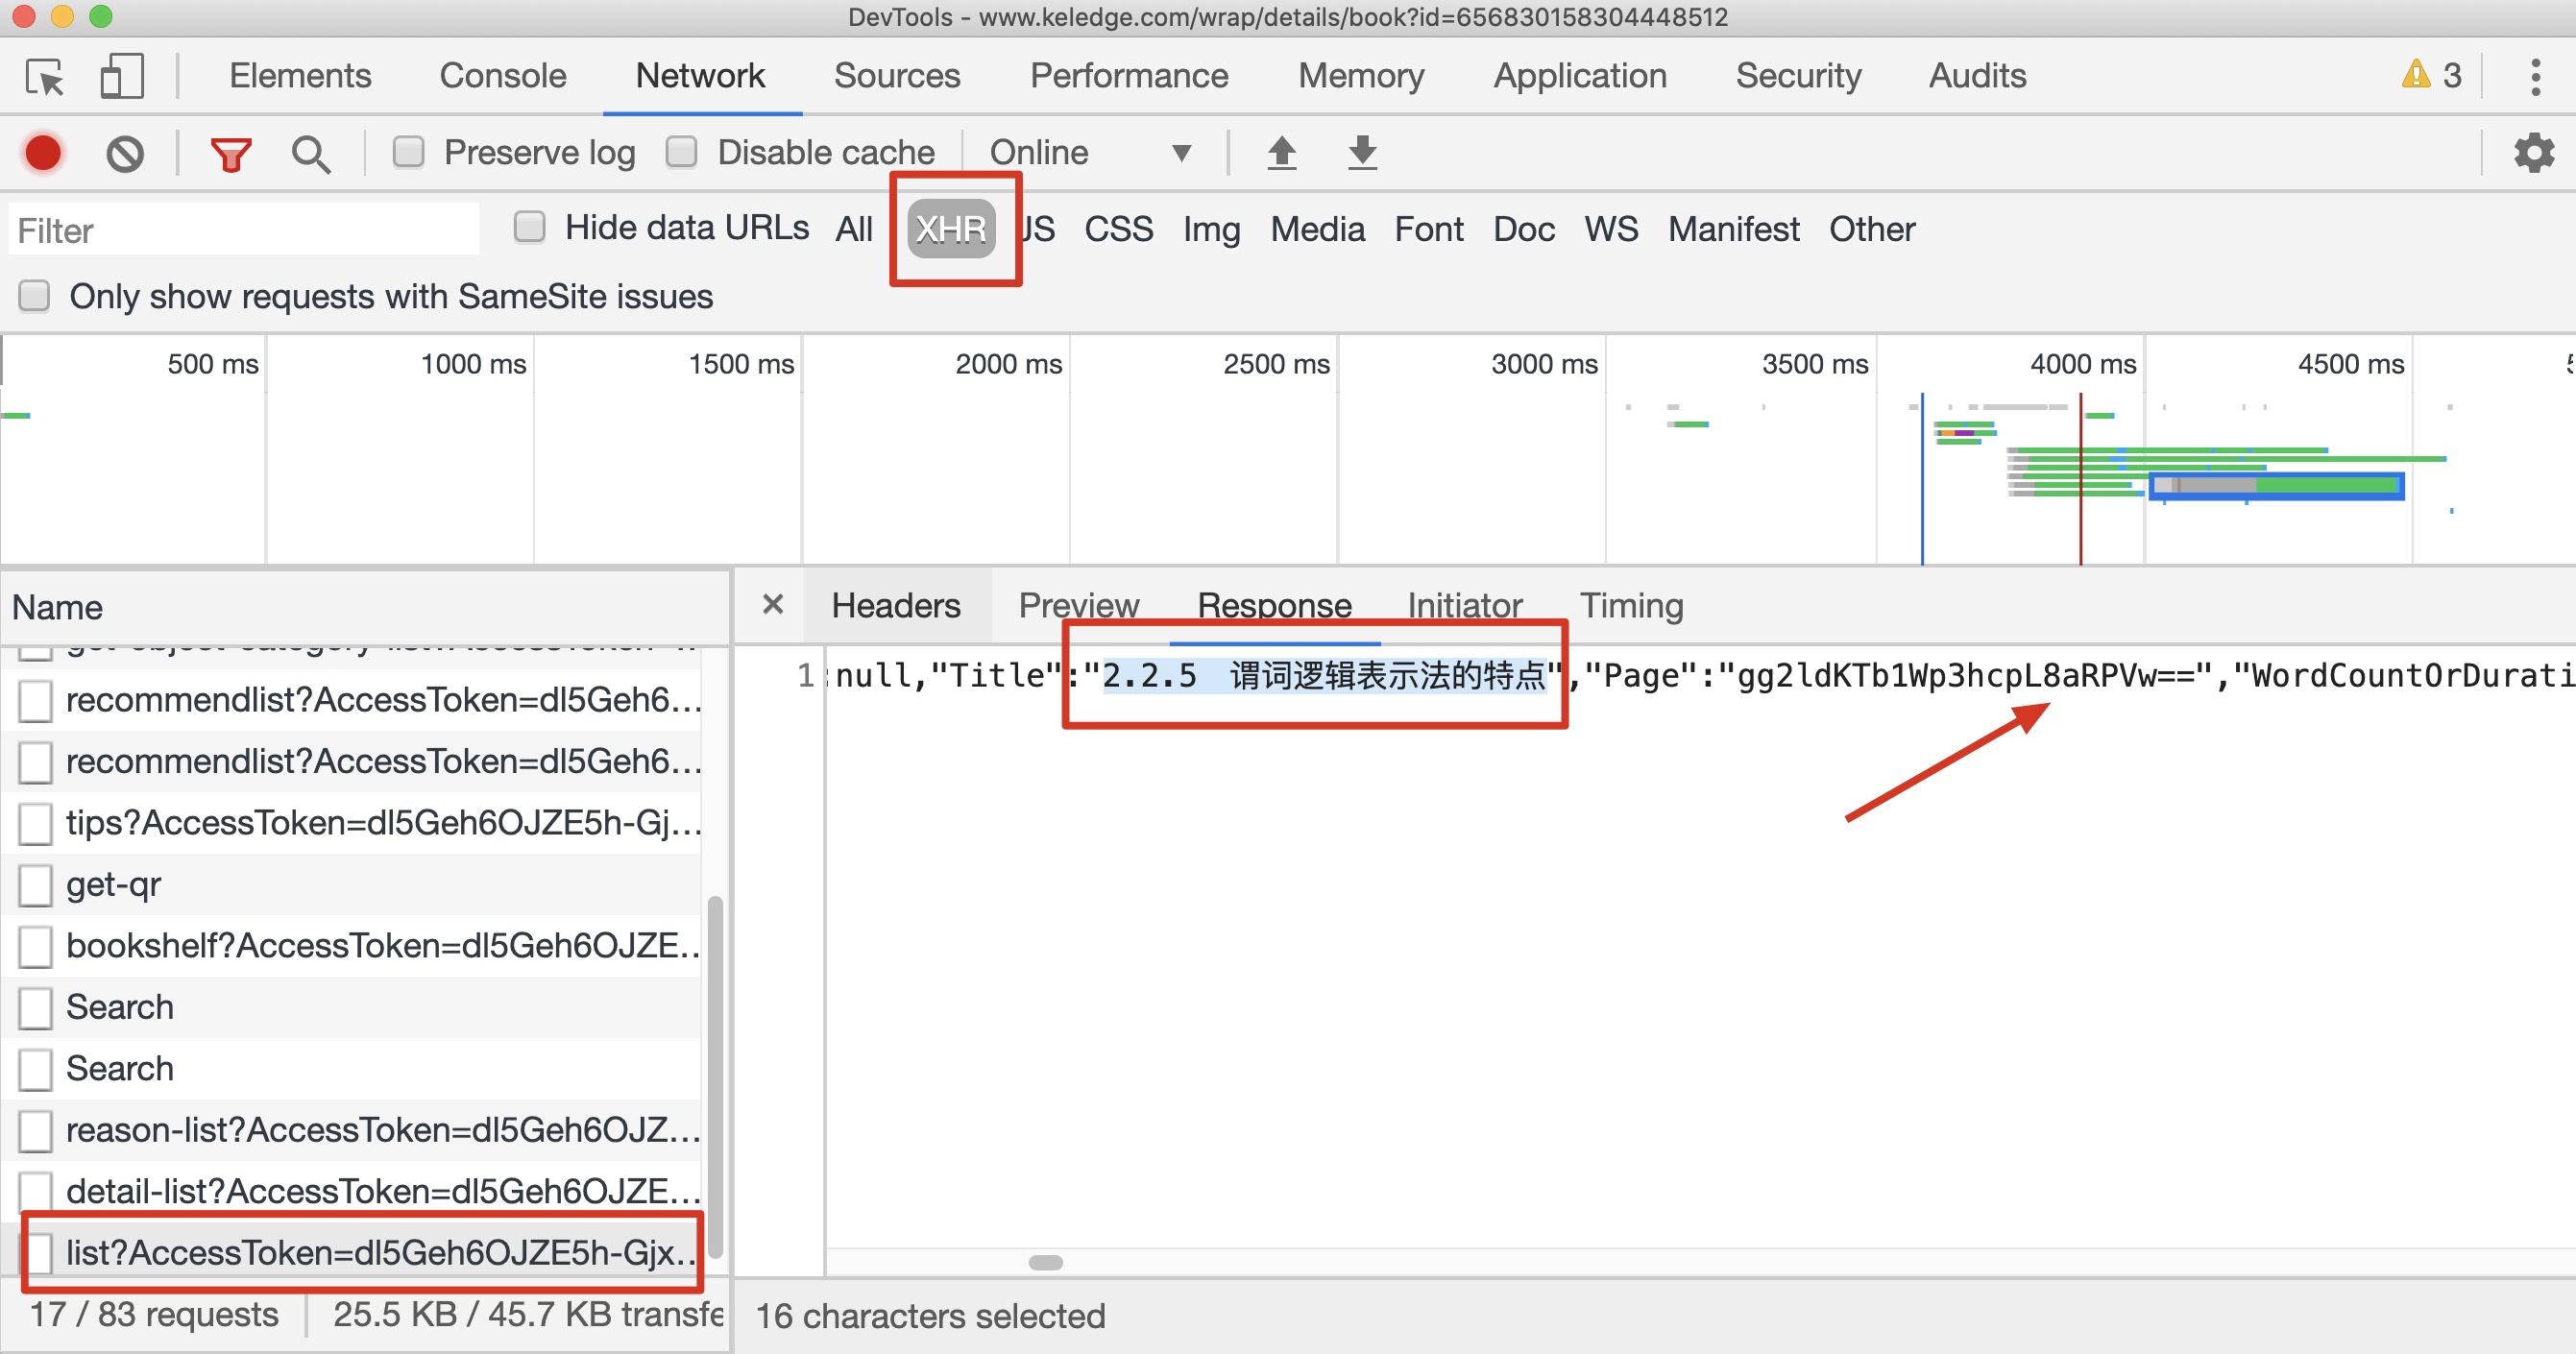 DevTools - www.keledge.com/wrap/details/book?id=656830158304448512
Elements Console Network Sources Performance Memory Application Security Audits 3
Preserve log Disable cache Online
Filter Hide data URLs All XHR JS CSS Img Media Font Doc WS Manifest Other
Only show requests with SameSite issues
500 ms 1000 ms 1500 ms 2000 ms 2500 ms 3000 ms 3500 ms 4000 ms 4500 ms
Name
get-object-category-list?AccessToken=
recommendlist?AccessToken=dl5Geh6...
recommendlist?AccessToken=dl5Geh6...
tips?AccessToken=dl5Geh6OJZE5h-Gj...
get-qr
bookshelf?AccessToken=dl5Geh6OJZE...
Search
Search
reason-list?AccessToken=dl5Geh6OJZ...
detail-list?AccessToken=dl5Geh6OJZE...
list?AccessToken=dl5Geh6OJZE5h-Gjx...
17 / 83 requests 25.5 KB / 45.7 KB transfe
× Headers Preview Response Initiator Timing
1 :null,"Title":"2.2.5 谓词逻辑表示法的特点","Page":"gg2ldKTb1Wp3hcpL8aRPVw==","WordCountOrDurati
16 characters selected